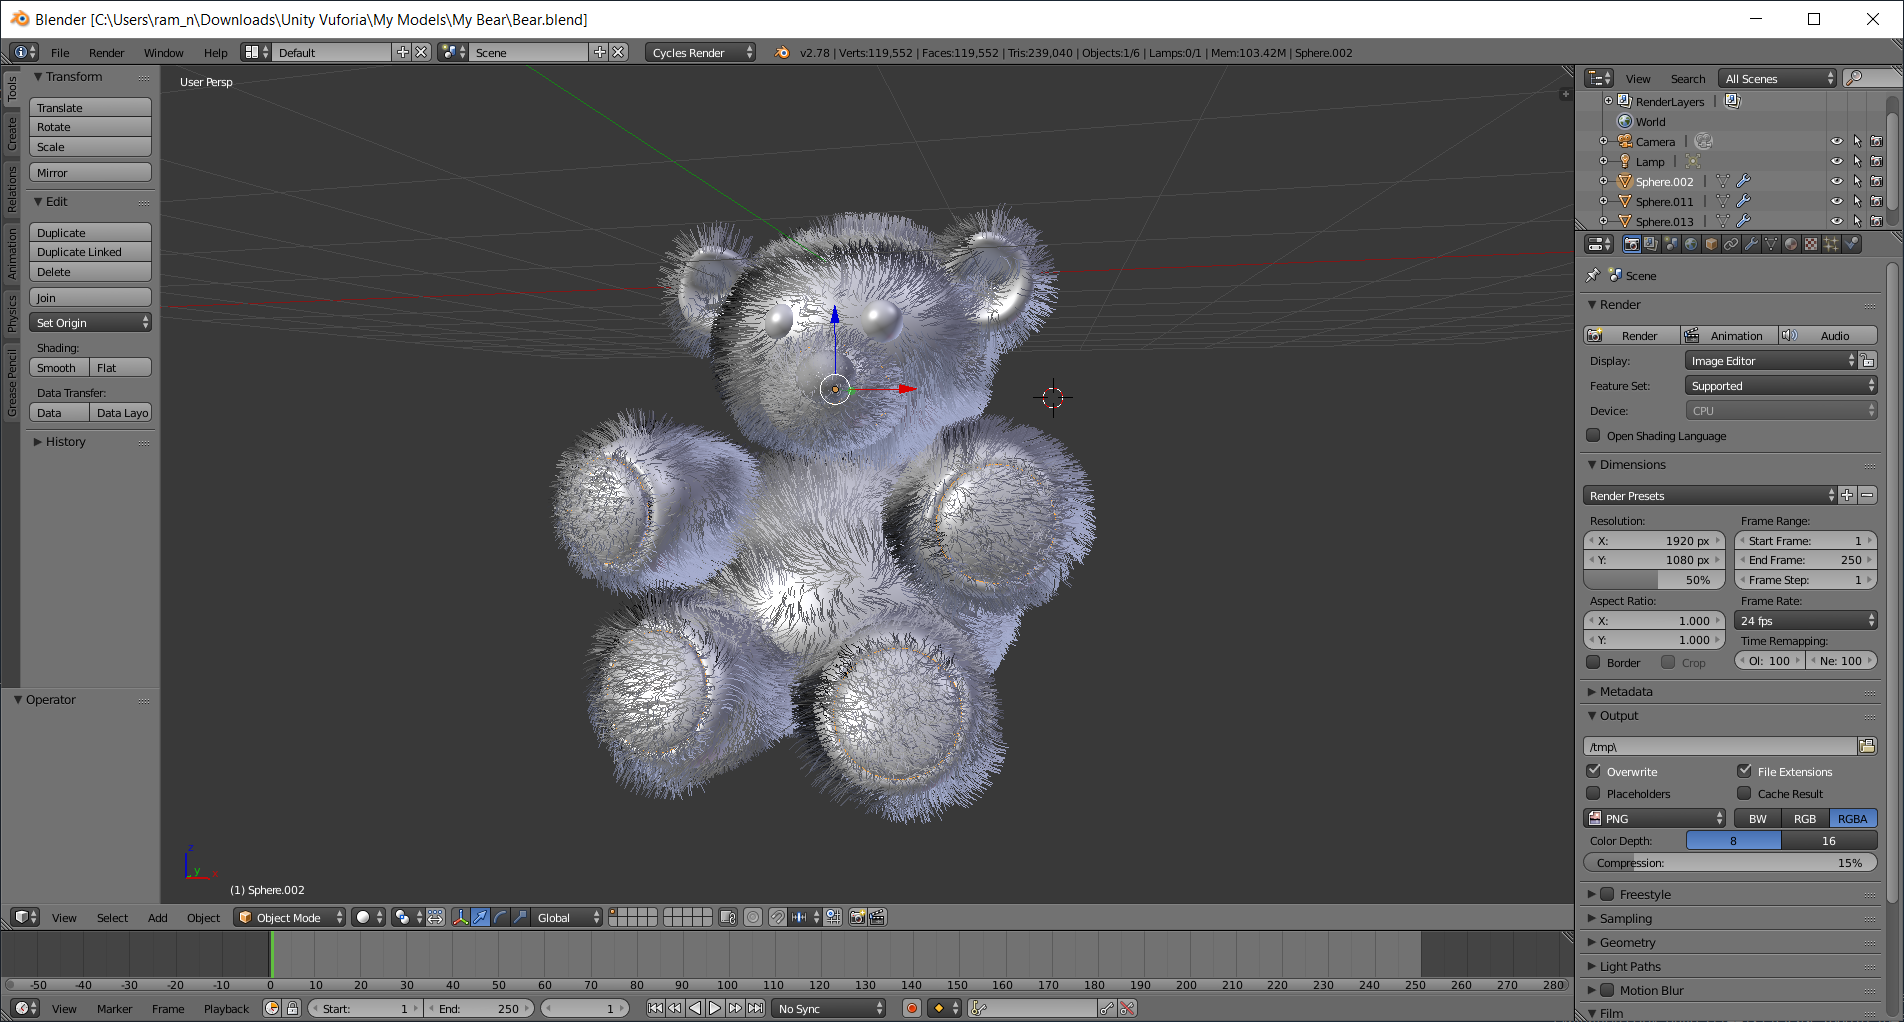 Blender [C:\Users\ram_n\Downloads\Unity Vuforia\My Models\My Bear\Bear.blend]
File Render Window Help Default Scene Cycles Render v2.78 | Verts:119,552 | Faces:119,552 | Tris:239,040 | Objects:1/6 | Lamps:0/1 | Mem:103.42M | Sphere.002
Tools
Create
Relations
Animation
Physics
Grease Pencil
Transform
Translate
Rotate
Scale
Mirror
Edit
Duplicate
Duplicate Linked
Delete
Join
Set Origin
Shading:
Smooth Flat
Data Transfer:
Data Data Layo
History
Operator
User Persp
z
y
x
(1) Sphere.002
View Select Add Object Object Mode Global
-50 -40 -30 -20 -10 0 10 20 30 40 50 60 70 80 90 100 110 120 130 140 150 160 170 180 190 200 210 220 230 240 250 260 270 280
View Marker Frame Playback Start: 1 End: 250 1 No Sync
View Search All Scenes
RenderLayers |
World
Camera |
Lamp |
Sphere.002 |
Sphere.011 |
Sphere.013 |
Scene
Render
Render Animation Audio
Display: Image Editor
Feature Set: Supported
Device: CPU
Open Shading Language
Dimensions
Render Presets
Resolution: Frame Range:
X: 1920 px Start Frame: 1
Y: 1080 px End Frame: 250
50% Frame Step: 1
Aspect Ratio: Frame Rate:
X: 1.000 24 fps
Y: 1.000 Time Remapping:
Border Crop Ol: 100 Ne: 100
Metadata
Output
/tmp\
Overwrite File Extensions
Placeholders Cache Result
PNG BW RGB RGBA
Color Depth: 8 16
Compression: 15%
Freestyle
Sampling
Geometry
Light Paths
Motion Blur
Film